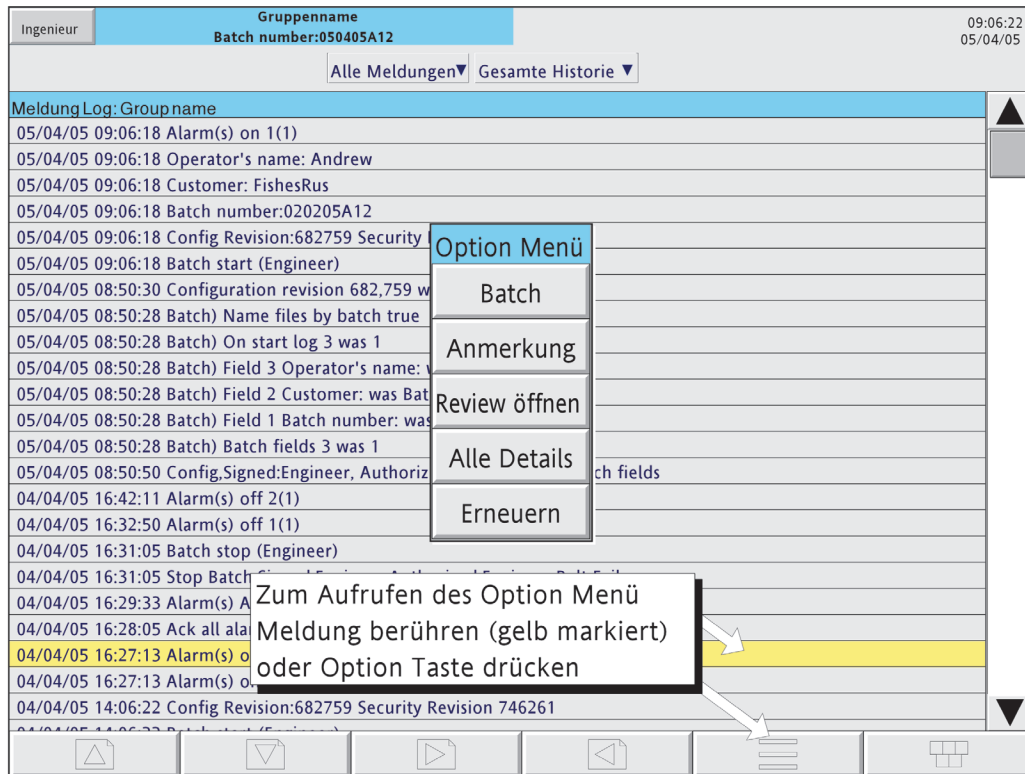 Ingenieur
Gruppenname
Batch number:050405A12
09:06:22
05/04/05
Alle Meldungen▼ Gesamte Historie ▼
Meldung Log: Group name
05/04/05 09:06:18 Alarm(s) on 1(1)
05/04/05 09:06:18 Operator's name: Andrew
05/04/05 09:06:18 Customer: FishesRus
05/04/05 09:06:18 Batch number:020205A12
05/04/05 09:06:18 Config Revision:682759 Security
05/04/05 09:06:18 Batch start (Engineer)
05/04/05 08:50:30 Configuration revision 682,759 w
05/04/05 08:50:28 Batch) Name files by batch true
05/04/05 08:50:28 Batch) On start log 3 was 1
05/04/05 08:50:28 Batch) Field 3 Operator's name:
05/04/05 08:50:28 Batch) Field 2 Customer: was Bat
05/04/05 08:50:28 Batch) Field 1 Batch number: was
05/04/05 08:50:28 Batch) Batch fields 3 was 1
05/04/05 08:50:50 Config,Signed:Engineer, Authoriz ch fields
04/04/05 16:42:11 Alarm(s) off 2(1)
04/04/05 16:32:50 Alarm(s) off 1(1)
04/04/05 16:31:05 Batch stop (Engineer)
04/04/05 16:31:05 Stop Batch
04/04/05 16:29:33 Alarm(s) A
04/04/05 16:28:05 Ack all ala
04/04/05 16:27:13 Alarm(s) o
04/04/05 16:27:13 Alarm(s) o
04/04/05 14:06:22 Config Revision:682759 Security Revision 746261
Option Menü
Batch
Anmerkung
Review öffnen
Alle Details
Erneuern
Zum Aufrufen des Option Menü
Meldung berühren (gelb markiert)
oder Option Taste drücken